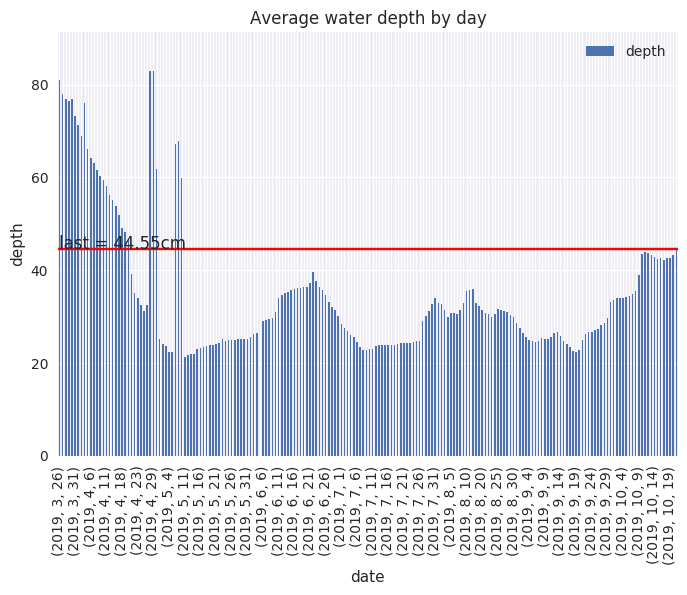 Average water depth by day
depth
80
60
last = 44.55cm
depth
40
20
0
(2019, 3, 26)
(2019, 3, 31)
(2019, 4, 6)
(2019, 4, 11)
(2019, 4, 18)
(2019, 4, 23)
(2019, 4, 29)
(2019, 5, 4)
(2019, 5, 11)
(2019, 5, 16)
(2019, 5, 21)
(2019, 5, 26)
(2019, 5, 31)
(2019, 6, 6)
(2019, 6, 11)
(2019, 6, 16)
(2019, 6, 21)
(2019, 6, 26)
(2019, 7, 1)
(2019, 7, 6)
(2019, 7, 11)
(2019, 7, 16)
(2019, 7, 21)
(2019, 7, 26)
(2019, 7, 31)
(2019, 8, 5)
(2019, 8, 10)
(2019, 8, 20)
(2019, 8, 25)
(2019, 8, 30)
(2019, 9, 4)
(2019, 9, 9)
(2019, 9, 14)
(2019, 9, 19)
(2019, 9, 24)
(2019, 9, 29)
(2019, 10, 4)
(2019, 10, 9)
(2019, 10, 14)
(2019, 10, 19)
date